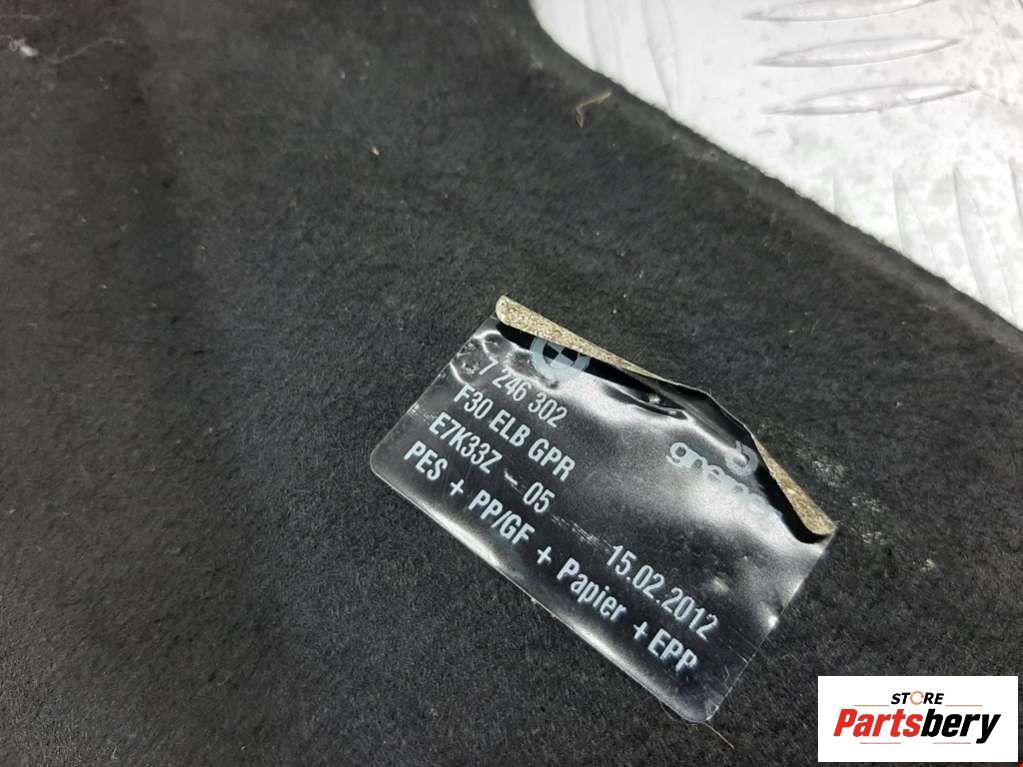 7 246 302
F30 ELB GPR
E7K33Z - 05
15.02.2012
PES + PP/GF + Papier + EPP
STORE
Partsbery